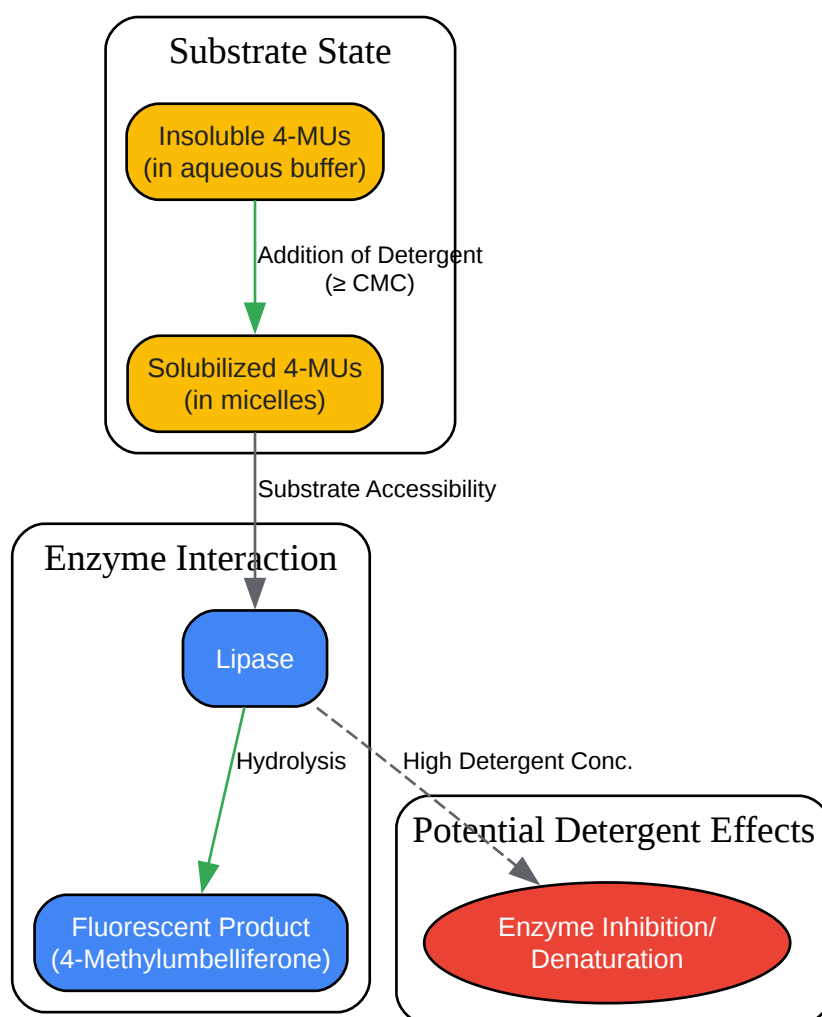 Substrate State
Insoluble 4-MUs
(in aqueous buffer)
Addition of Detergent
(≥ CMC)
Solubilized 4-MUs
(in micelles)
Substrate Accessibility
Enzyme Interaction
Lipase
Hydrolysis
High Detergent Conc.
Potential Detergent Effects
Fluorescent Product
(4-Methylumbelliferone)
Enzyme Inhibition/
Denaturation